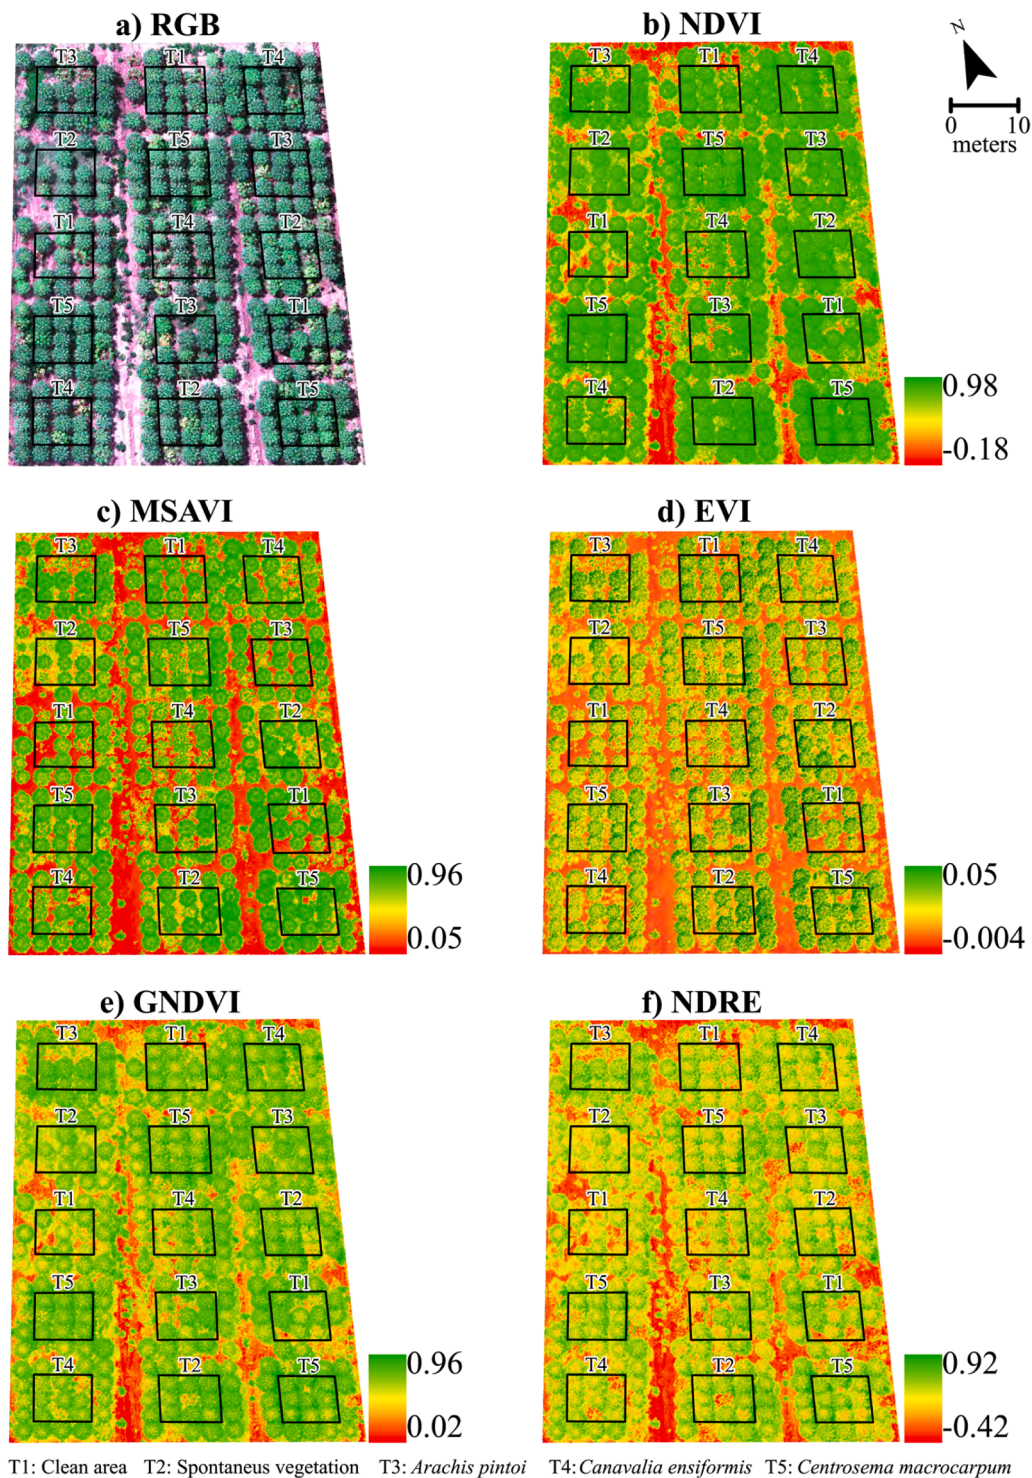 a) RGB
T3 T1 T4
T2 T5 T3
T1 T4 T2
T5 T3 T1
T4 T2 T5
b) NDVI
T3 T1 T4
T2 T5 T3
T1 T4 T2
T5 T3 T1
T4 T2 T5
0.98
-0.18
N
0 10
meters
c) MSAVI
T3 T1 T4
T2 T5 T3
T1 T4 T2
T5 T3 T1
T4 T2 T5
0.96
0.05
d) EVI
T3 T1 T4
T2 T5 T3
T1 T4 T2
T5 T3 T1
T4 T2 T5
0.05
-0.004
e) GNDVI
T3 T1 T4
T2 T5 T3
T1 T4 T2
T5 T3 T1
T4 T2 T5
0.96
0.02
f) NDRE
T3 T1 T4
T2 T5 T3
T1 T4 T2
T5 T3 T1
T4 T2 T5
0.92
-0.42
T1: Clean area T2: Spontaneus vegetation T3: Arachis pintoi T4: Canavalia ensiformis T5: Centrosema macrocarpum